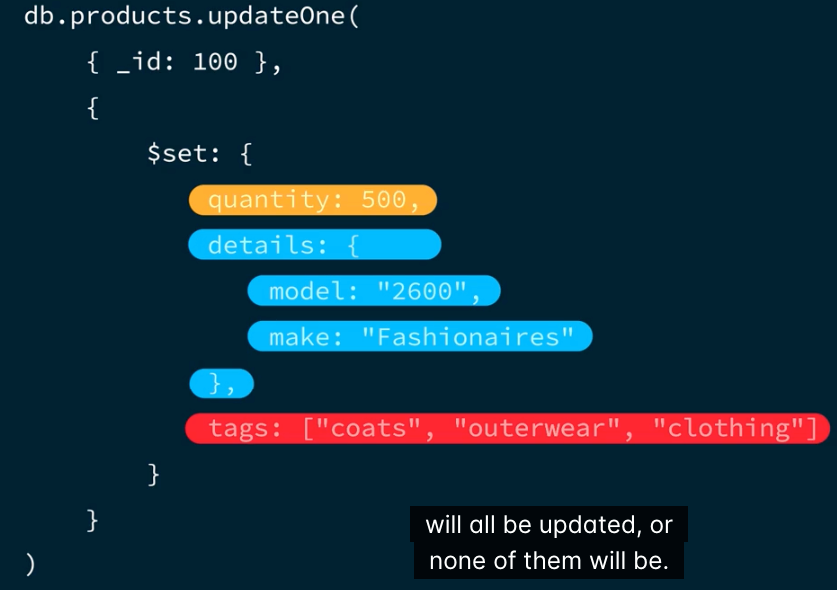 db.products.updateOne(
{ _id: 100 },
{
$set: {
quantity: 500,
details: {
model: "2600",
make: "Fashionaires"
},
tags: ["coats", "outerwear", "clothing"]
}
}
)
will all be updated, or
none of them will be.